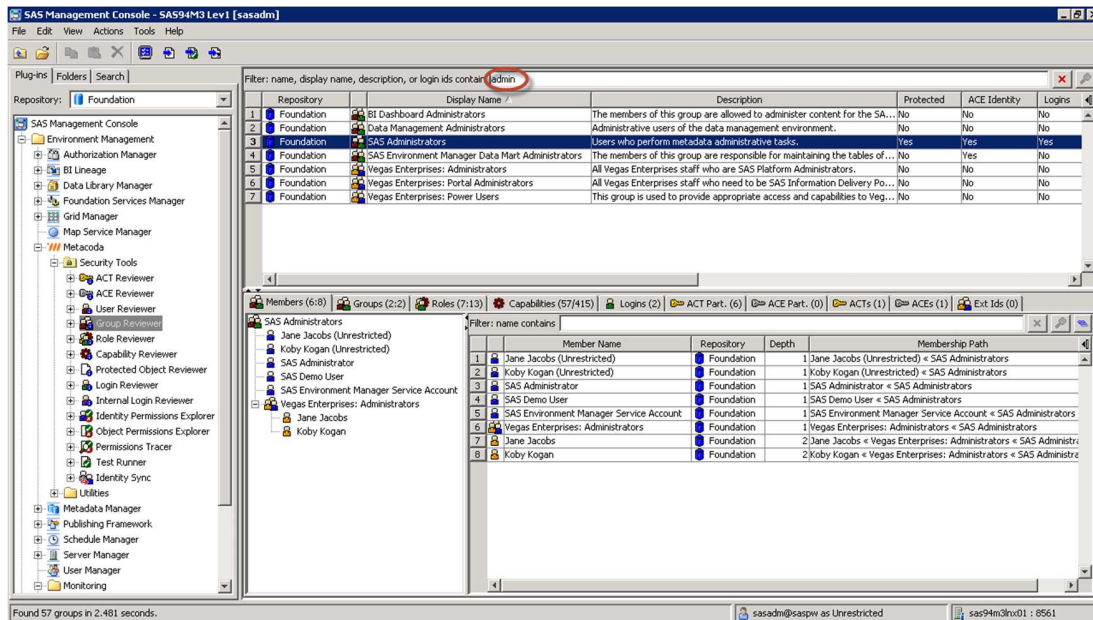 SAS Management Console - SAS94M3 Lev1 [sasadm]
File Edit View Actions Tools Help
Plug-ins Folders Search
Repository: Foundation
SAS Management Console
Environment Management
Authorization Manager
BI Lineage
Data Library Manager
Foundation Services Manager
Grid Manager
Map Service Manager
Metacoda
Security Tools
ACT Reviewer
ACE Reviewer
User Reviewer
Group Reviewer
Role Reviewer
Capability Reviewer
Protected Object Reviewer
Login Reviewer
Internal Login Reviewer
Identity Permissions Explorer
Object Permissions Explorer
Permissions Tracer
Test Runner
Identity Sync
Utilities
Metadata Manager
Publishing Framework
Schedule Manager
Server Manager
User Manager
Monitoring
Filter: name, display name, description, or login ids contain admin
Repository Display Name Description Protected ACE Identity Logins
1 Foundation BI Dashboard Administrators The members of this group are allowed to administer content for the SA... No No No
2 Foundation Data Management Administrators Administrative users of the data management environment. No No No
3 Foundation SAS Administrators Users who perform metadata administrative tasks. Yes Yes Yes
4 Foundation SAS Environment Manager Data Mart Administrators The members of this group are responsible for maintaining the tables of... No Yes No
5 Foundation Vegas Enterprises: Administrators All Vegas Enterprises staff who are SAS Platform Administrators. No No No
6 Foundation Vegas Enterprises: Portal Administrators All Vegas Enterprises staff who need to be SAS Information Delivery Po... No No No
7 Foundation Vegas Enterprises: Power Users This group is used to provide appropriate access and capabilities to Veg... No No No
Members (6:8) Groups (2:2) Roles (7:13) Capabilities (57/415) Logins (2) ACT Part. (6) ACE Part. (0) ACTs (1) ACEs (1) Ext Ids (0)
SAS Administrators
Jane Jacobs (Unrestricted)
Koby Kogan (Unrestricted)
SAS Administrator
SAS Demo User
SAS Environment Manager Service Account
Vegas Enterprises: Administrators
Jane Jacobs
Koby Kogan
Filter: name contains
Member Name Repository Depth Membership Path
1 Jane Jacobs (Unrestricted) Foundation 1 Jane Jacobs (Unrestricted) « SAS Administrators
2 Koby Kogan (Unrestricted) Foundation 1 Koby Kogan (Unrestricted) « SAS Administrators
3 SAS Administrator Foundation 1 SAS Administrator « SAS Administrators
4 SAS Demo User Foundation 1 SAS Demo User « SAS Administrators
5 SAS Environment Manager Service Account Foundation 1 SAS Environment Manager Service Account « SAS Administrators
6 Vegas Enterprises: Administrators Foundation 1 Vegas Enterprises: Administrators « SAS Administrators
7 Jane Jacobs Foundation 2 Jane Jacobs « Vegas Enterprises: Administrators « SAS Administra
8 Koby Kogan Foundation 2 Koby Kogan « Vegas Enterprises: Administrators « SAS Administra
Found 57 groups in 2.481 seconds.
sasadm@saspw as Unrestricted
sas94m3lnx01 : 8561